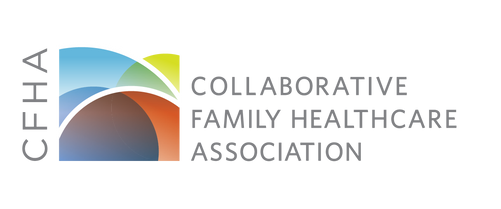 CFHA
COLLABORATIVE
FAMILY HEALTHCARE
ASSOCIATION